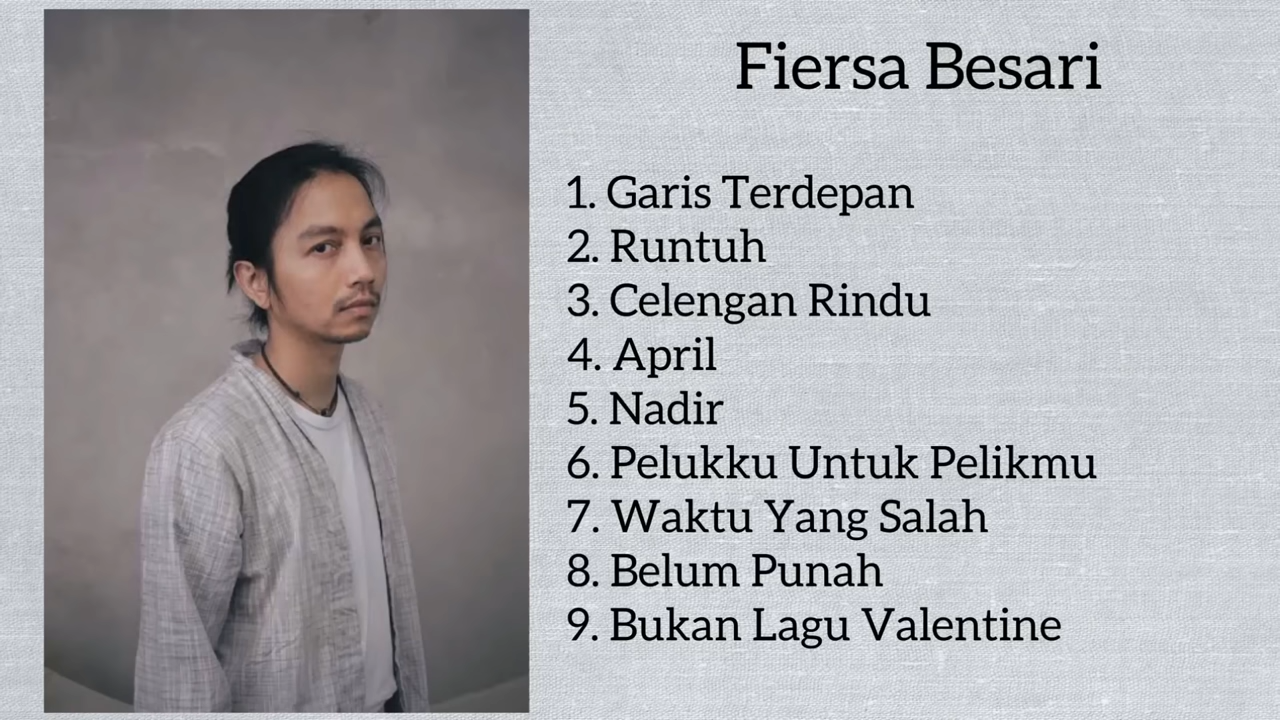 Fiersa Besari
1. Garis Terdepan
2. Runtuh
3. Celengan Rindu
4. April
5. Nadir
6. Pelukku Untuk Pelikmu
7. Waktu Yang Salah
8. Belum Punah
9. Bukan Lagu Valentine